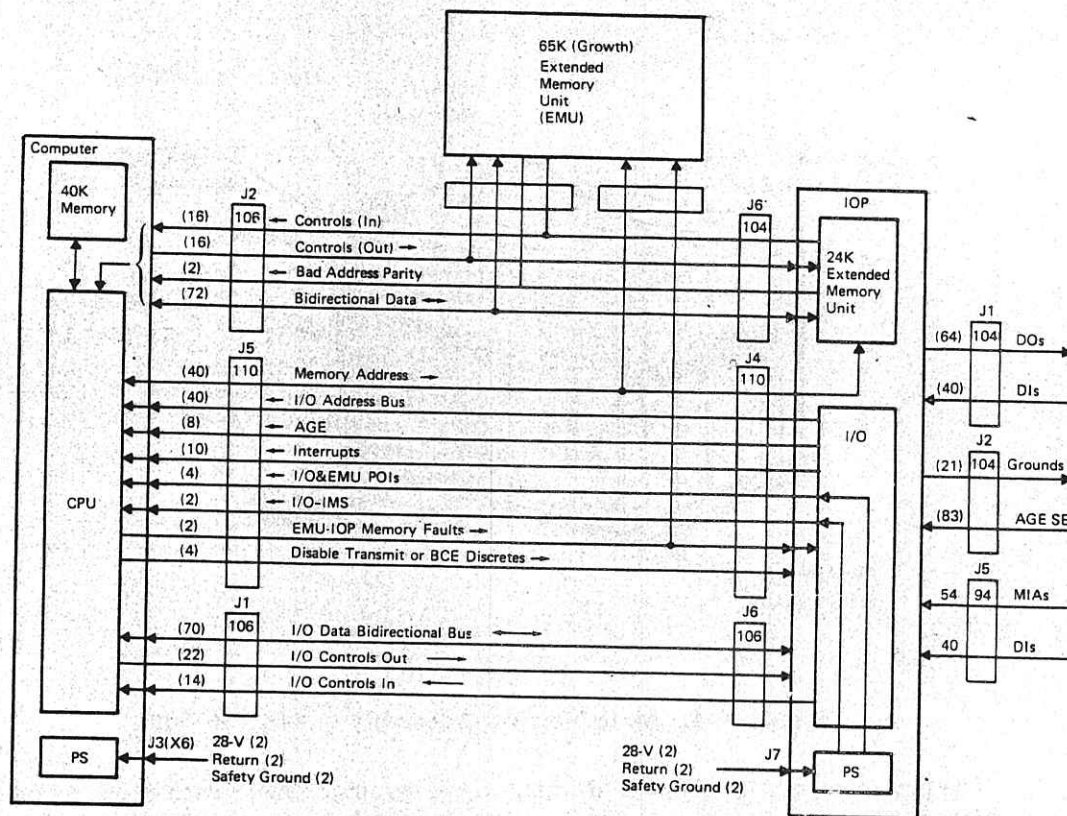 65K (Growth)
Extended
Memory
Unit
(EMU)
Computer
40K
Memory
J2
106
(16)
← Controls (In)
(16)
Controls (Out) →
(2)
← Bad Address Parity
(72)
Bidirectional Data ↔
J6
104
IOP
24K
Extended
Memory
Unit
J5
110
(40)
Memory Address →
(40)
← I/O Address Bus
(8)
← AGE
(10)
← Interrupts
(4)
← I/O&EMU POIs
(2)
← I/O-IMS
(2)
EMU-IOP Memory Faults →
(4)
Disable Transmit or BCE Discretes →
J4
110
CPU
I/O
J1
106
(70)
I/O Data Bidirectional Bus ↔
(22)
I/O Controls Out →
(14)
I/O Controls In ←
J6
106
PS
J3(X6)
28-V (2)
Return (2)
Safety Ground (2)
28-V (2)
Return (2)
Safety Ground (2)
J7
PS
J1
(64) 104 DOs
(40) DIs
J2
(21) 104 Grounds
(83) AGE SE
J5
54 94 MIAs
40 DIs